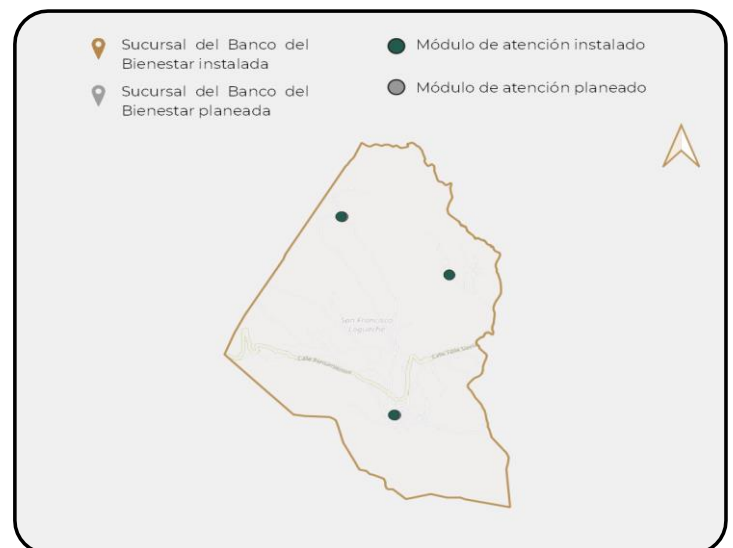 Sucursal del Banco del
Bienestar instalada
Sucursal del Banco del
Bienestar planeada
Módulo de atención instalado
Módulo de atención planeado
San Francisco
Logueche